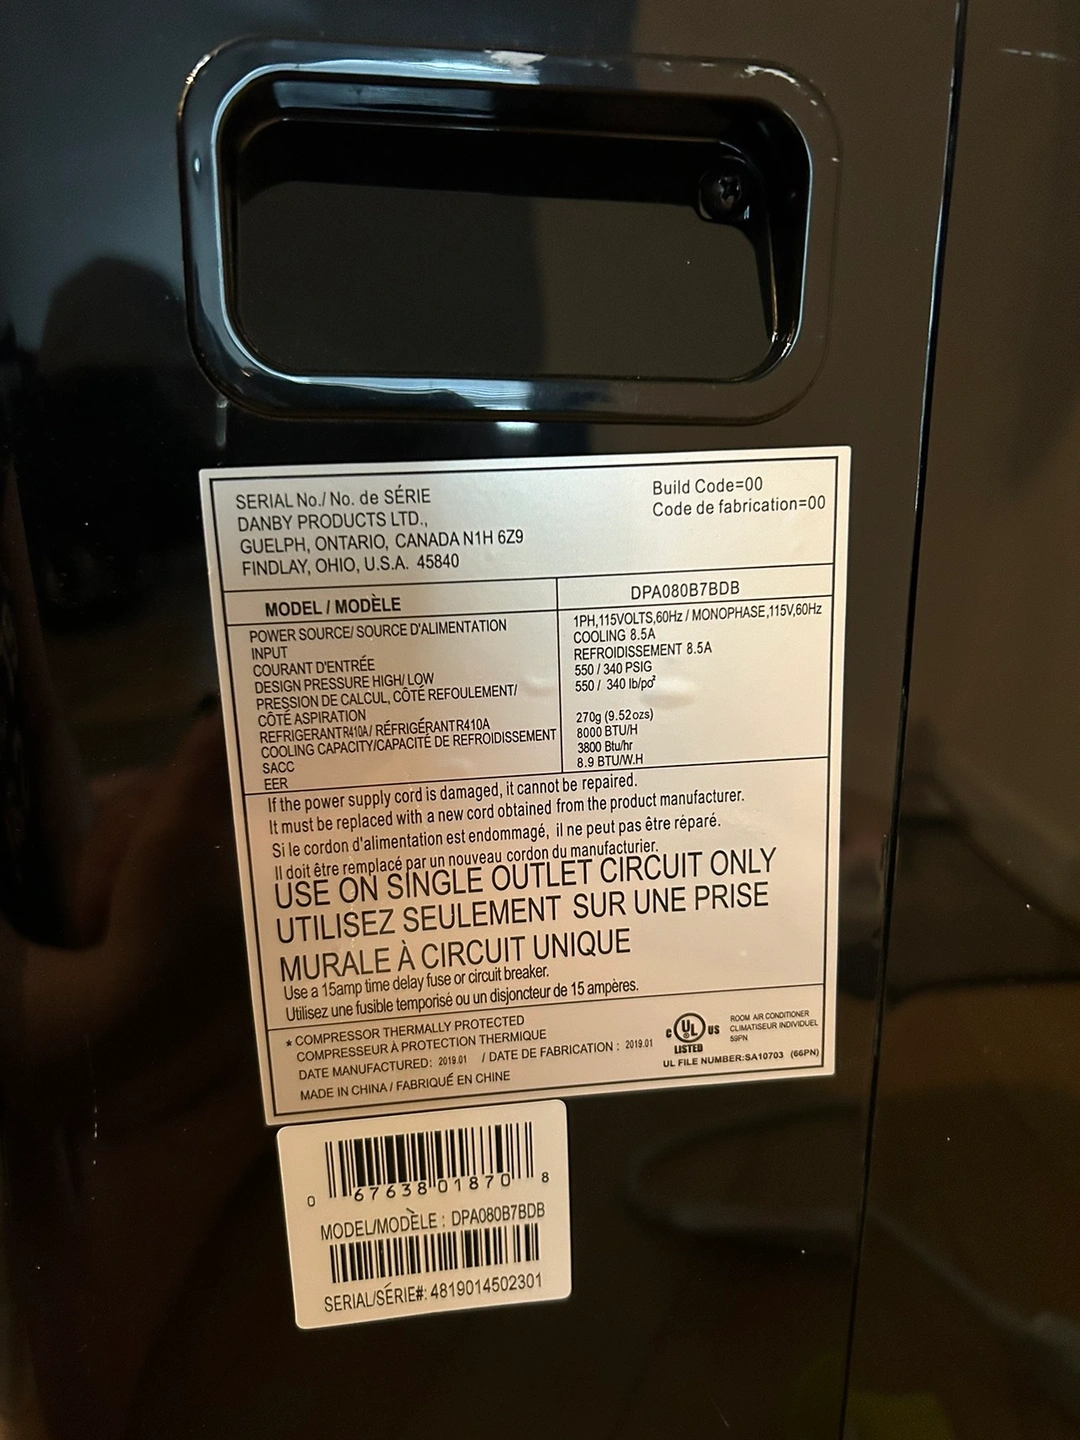 SERIAL No./ No. de SÉRIE
DANBY PRODUCTS LTD.,
GUELPH, ONTARIO, CANADA N1H 6Z9
FINDLAY, OHIO, U.S.A. 45840
Build Code=00
Code de fabrication=00
MODEL / MODÈLE
DPA080B7BDB
POWER SOURCE/ SOURCE D'ALIMENTATION
INPUT
COURANT D'ENTRÉE
DESIGN PRESSURE HIGH/ LOW
PRESSION DE CALCUL, CÔTÉ REFOULEMENT/
CÔTÉ ASPIRATION
REFRIGERANTR410A/ RÉFRIGÉRANTR410A
COOLING CAPACITY/CAPACITÉ DE REFROIDISSEMENT
SACC
EER
1PH,115VOLTS,60Hz / MONOPHASE,115V,60Hz
COOLING 8.5A
REFROIDISSEMENT 8.5A
550 / 340 PSIG
550 / 340 lb/po²
270g (9.52ozs)
8000 BTU/H
3800 Btu/hr
8.9 BTU/W.H
If the power supply cord is damaged, it cannot be repaired.
It must be replaced with a new cord obtained from the product manufacturer.
Si le cordon d'alimentation est endommagé, il ne peut pas être réparé.
Il doit être remplacé par un nouveau cordon du manufacturier.
USE ON SINGLE OUTLET CIRCUIT ONLY
UTILISEZ SEULEMENT SUR UNE PRISE
MURALE À CIRCUIT UNIQUE
Use a 15amp time delay fuse or circuit breaker.
Utilisez une fusible temporisé ou un disjoncteur de 15 ampères.
* COMPRESSOR THERMALLY PROTECTED
COMPRESSEUR À PROTECTION THERMIQUE
DATE MANUFACTURED: 2019.01 / DATE DE FABRICATION : 2019.01
MADE IN CHINA / FABRIQUÉ EN CHINE
c UL us
LISTED
ROOM AIR CONDITIONER
CLIMATISEUR INDIVIDUEL
59PN
UL FILE NUMBER:SA10703 (66PN)
0 67638 01870 8
MODEL/MODÈLE : DPA080B7BDB
SERIAL/SÉRIE#: 4819014502301